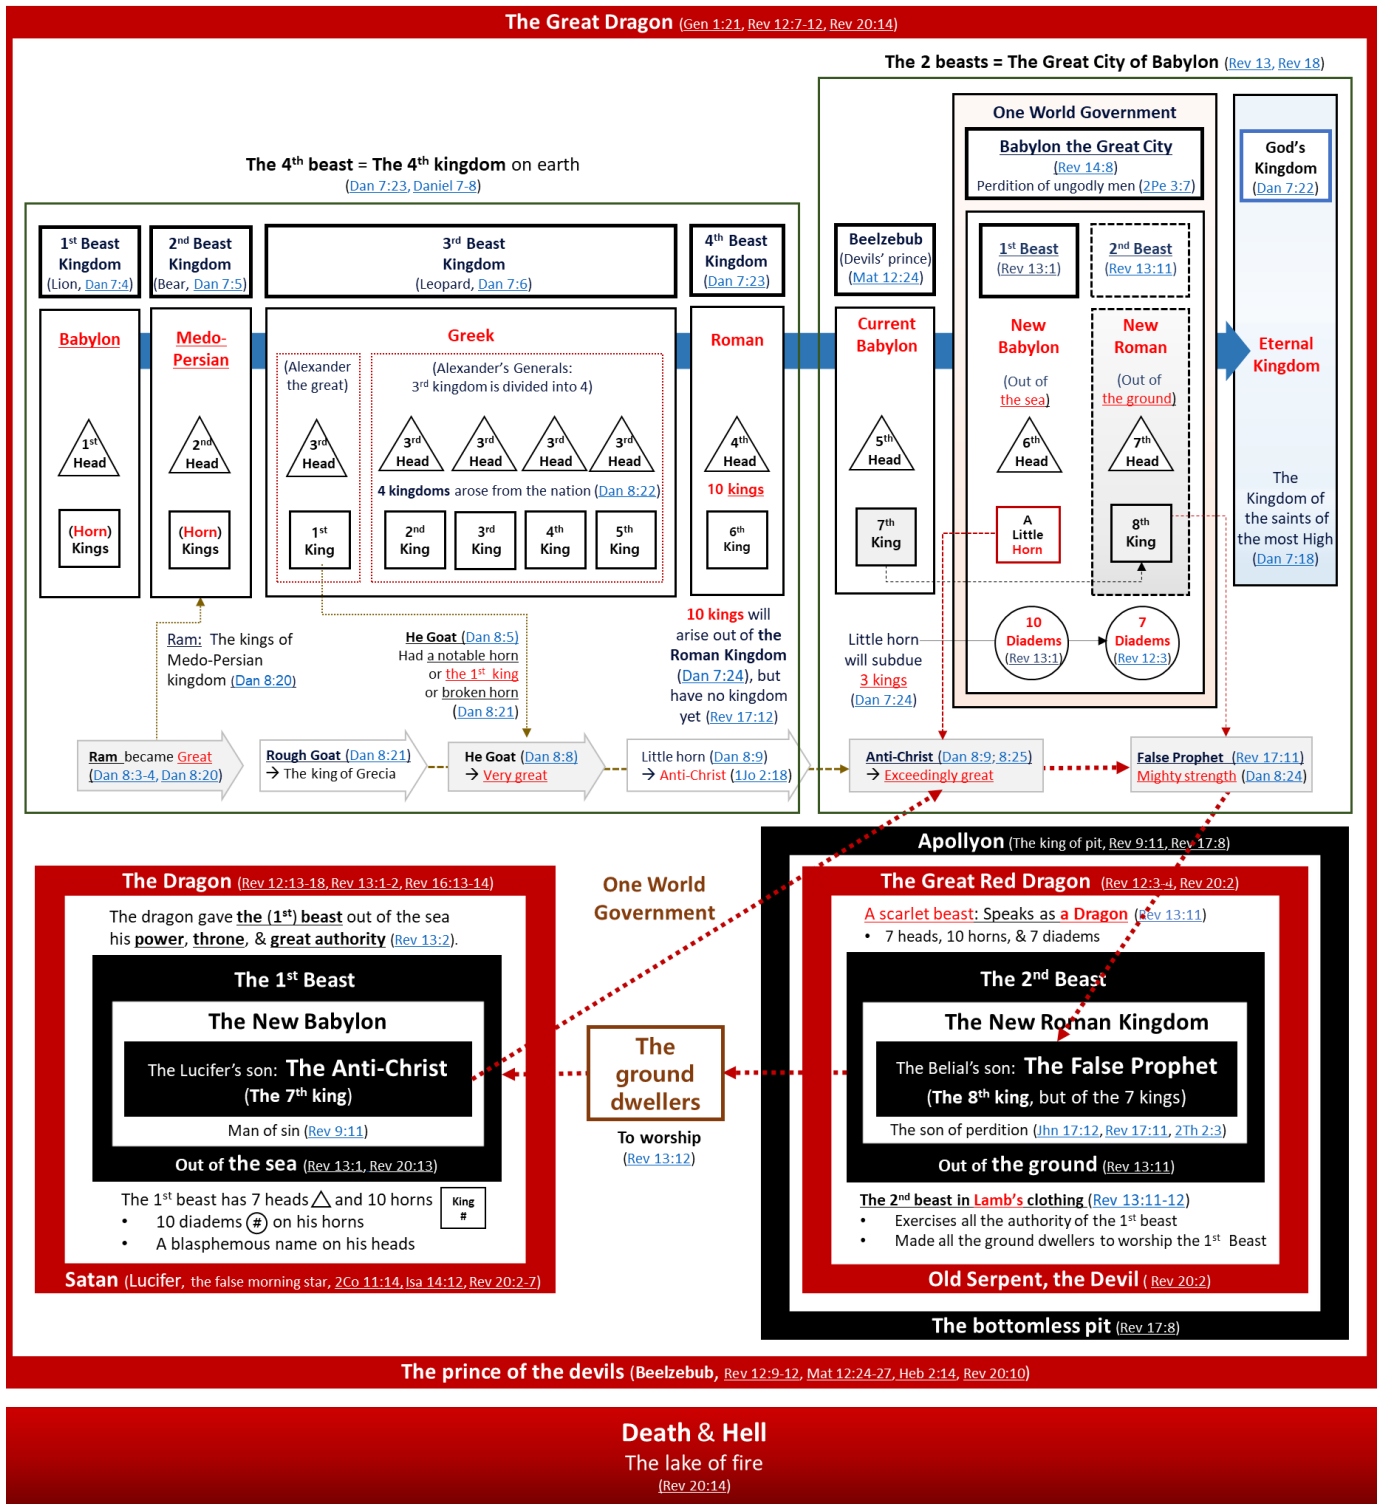 The Great Dragon (Gen 1:21, Rev 12:7-12, Rev 20:14)
The 2 beasts = The Great City of Babylon (Rev 13, Rev 18)
The 4th beast = The 4th kingdom on earth
(Dan 7:23, Daniel 7-8)
1st Beast
Kingdom
(Lion, Dan 7:4)
2nd Beast
Kingdom
(Bear, Dan 7:5)
3rd Beast
Kingdom
(Leopard, Dan 7:6)
4th Beast
Kingdom
(Dan 7:23)
Beelzebub
(Devils' prince)
(Mat 12:24)
One World Government
Babylon the Great City
(Rev 14:8)
Perdition of ungodly men (2Pe 3:7)
1st Beast
(Rev 13:1)
2nd Beast
(Rev 13:11)
God's
Kingdom
(Dan 7:22)
Babylon
1st
Head
(Horn)
Kings
Medo-
Persian
2nd
Head
(Horn)
Kings
Greek
(Alexander
the great)
3rd
Head
1st
King
(Alexander's Generals:
3rd kingdom is divided into 4)
3rd
Head
3rd
Head
3rd
Head
3rd
Head
4 kingdoms arose from the nation (Dan 8:22)
2nd
King
3rd
King
4th
King
5th
King
Roman
4th
Head
10 kings
6th
King
Current
Babylon
5th
Head
7th
King
New
Babylon
(Out of
the sea)
6th
Head
A
Little
Horn
New
Roman
(Out of
the ground)
7th
Head
8th
King
Eternal
Kingdom
The
Kingdom of
the saints of
the most High
(Dan 7:18)
10
Diadems
(Rev 13:1)
7
Diadems
(Rev 12:3)
Ram: The kings of
Medo-Persian
kingdom (Dan 8:20)
He Goat (Dan 8:5)
Had a notable horn
or the 1st king
or broken horn
(Dan 8:21)
10 kings will
arise out of the
Roman Kingdom
(Dan 7:24), but
have no kingdom
yet (Rev 17:12)
Little horn
will subdue
3 kings
(Dan 7:24)
Ram became Great
(Dan 8:3-4, Dan 8:20)
Rough Goat (Dan 8:21)
→ The king of Grecia
He Goat (Dan 8:8)
→ Very great
Little horn (Dan 8:9)
→ Anti-Christ (1Jo 2:18)
Anti-Christ (Dan 8:9; 8:25)
→ Exceedingly great
False Prophet (Rev 17:11)
Mighty strength (Dan 8:24)
The Dragon (Rev 12:13-18, Rev 13:1-2, Rev 16:13-14)
The dragon gave the (1st) beast out of the sea
his power, throne, & great authority (Rev 13:2).
The 1st Beast
The New Babylon
The Lucifer's son: The Anti-Christ
(The 7th king)
Man of sin (Rev 9:11)
Out of the sea (Rev 13:1, Rev 20:13)
The 1st beast has 7 heads and 10 horns
King
#
• 10 diadems # on his horns
• A blasphemous name on his heads
Satan (Lucifer, the false morning star, 2Co 11:14, Isa 14:12, Rev 20:2-7)
One World
Government
The
ground
dwellers
To worship
(Rev 13:12)
Apollyon (The king of pit, Rev 9:11, Rev 17:8)
The Great Red Dragon (Rev 12:3-4, Rev 20:2)
A scarlet beast: Speaks as a Dragon (Rev 13:11)
• 7 heads, 10 horns, & 7 diadems
The 2nd Beast
The New Roman Kingdom
The Belial's son: The False Prophet
(The 8th king, but of the 7 kings)
The son of perdition (Jhn 17:12, Rev 17:11, 2Th 2:3)
Out of the ground (Rev 13:11)
The 2nd beast in Lamb's clothing (Rev 13:11-12)
• Exercises all the authority of the 1st beast
• Made all the ground dwellers to worship the 1st Beast
Old Serpent, the Devil ( Rev 20:2)
The bottomless pit (Rev 17:8)
The prince of the devils (Beelzebub, Rev 12:9-12, Mat 12:24-27, Heb 2:14, Rev 20:10)
Death & Hell
The lake of fire
(Rev 20:14)